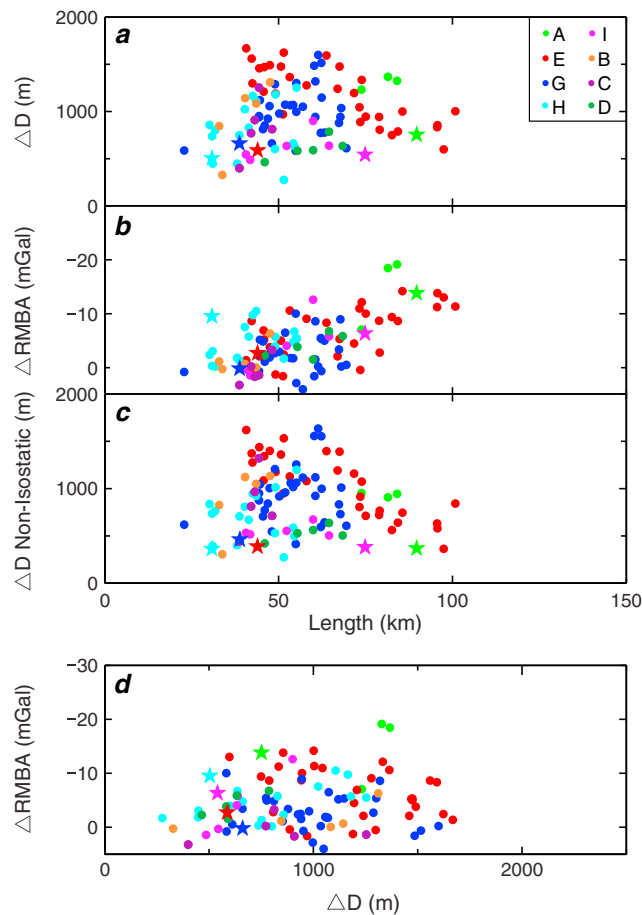 a
A I
E B
G C
H D
2000
1000
0
△D (m)
b
−20
−10
0
△RMBA (mGal)
c
2000
1000
0
△D Non-Isostatic (m)
0 50 100 150
Length (km)
d
−30
−20
−10
0
△RMBA (mGal)
0 1000 2000
△D (m)